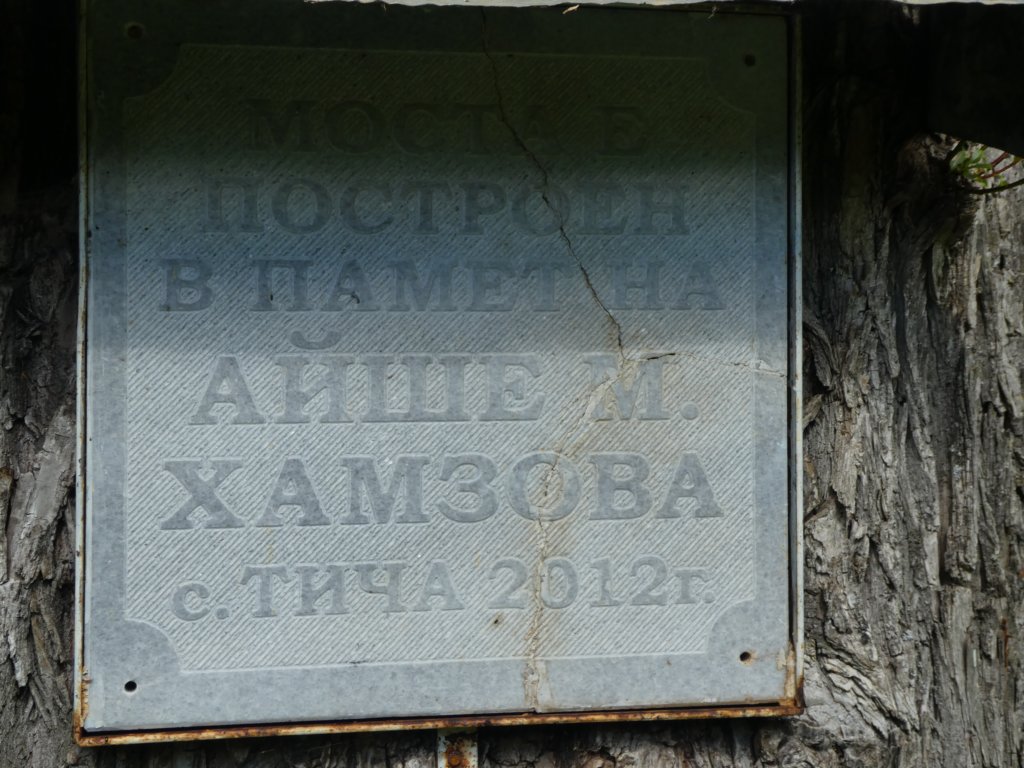 МОСТА Е
ПОСТРОЕН
В ПАМЕТ НА
АЙШЕ М.
ХАМЗОВА
с. ТИЧА 2012г.